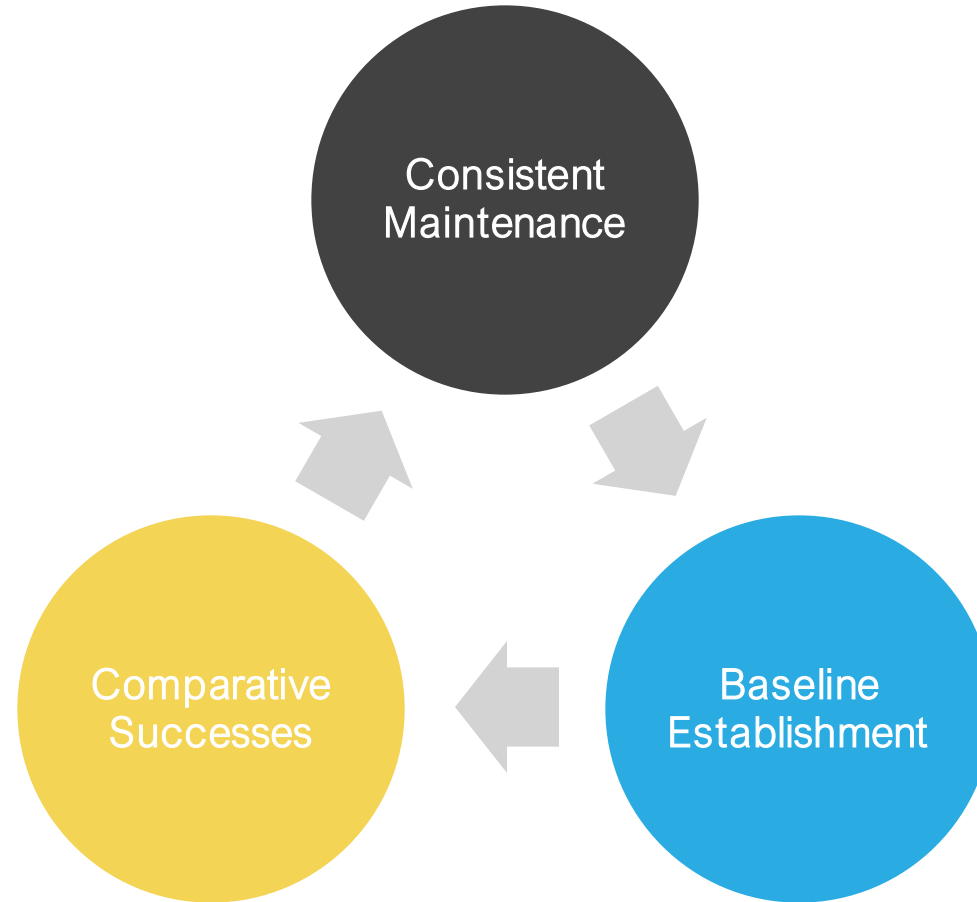 Consistent
Maintenance
Comparative
Successes
Baseline
Establishment